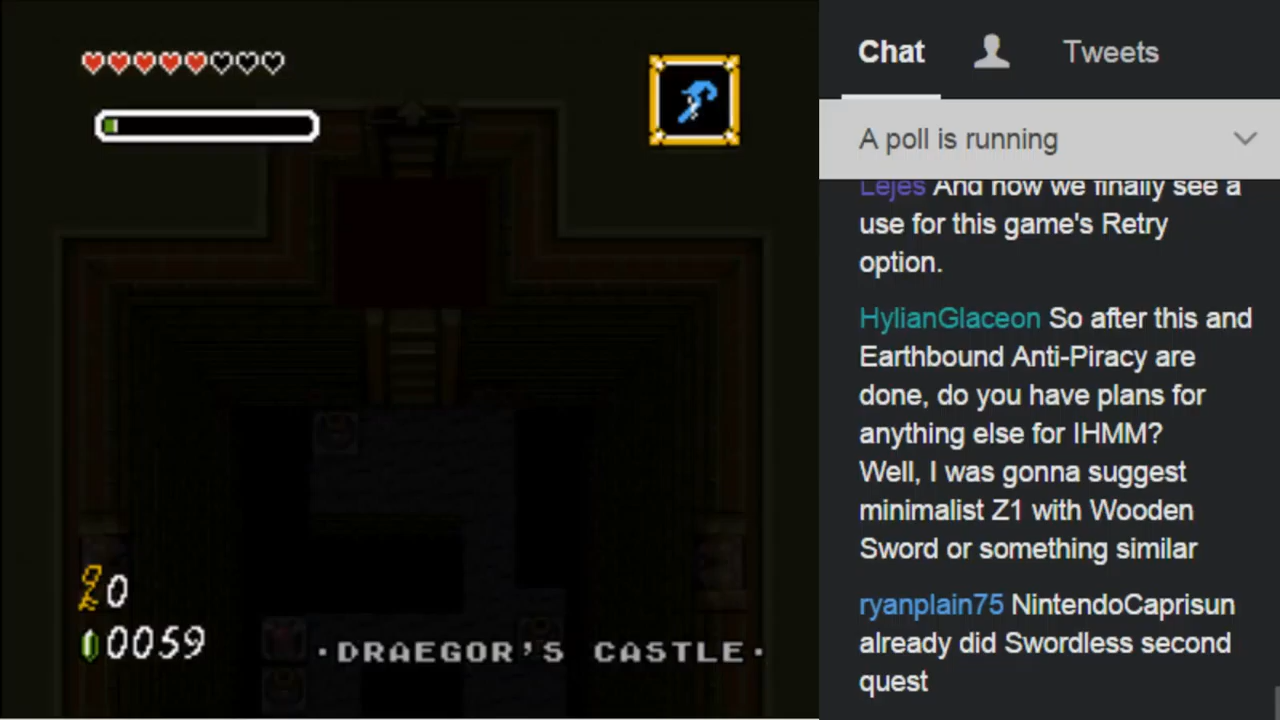 0
0059
·DRAEGOR'S CASTLE·
Chat
Tweets
A poll is running
Lejes And now we finally see a
use for this game's Retry
option.
HylianGlaceon So after this and
Earthbound Anti-Piracy are
done, do you have plans for
anything else for IHMM?
Well, I was gonna suggest
minimalist Z1 with Wooden
Sword or something similar
ryanplain75 NintendoCaprisun
already did Swordless second
quest